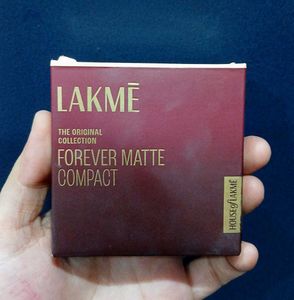 LAKMĒ
THE ORIGINAL
COLLECTION
FOREVER MATTE
COMPACT
HOUSE of LAKMĒ